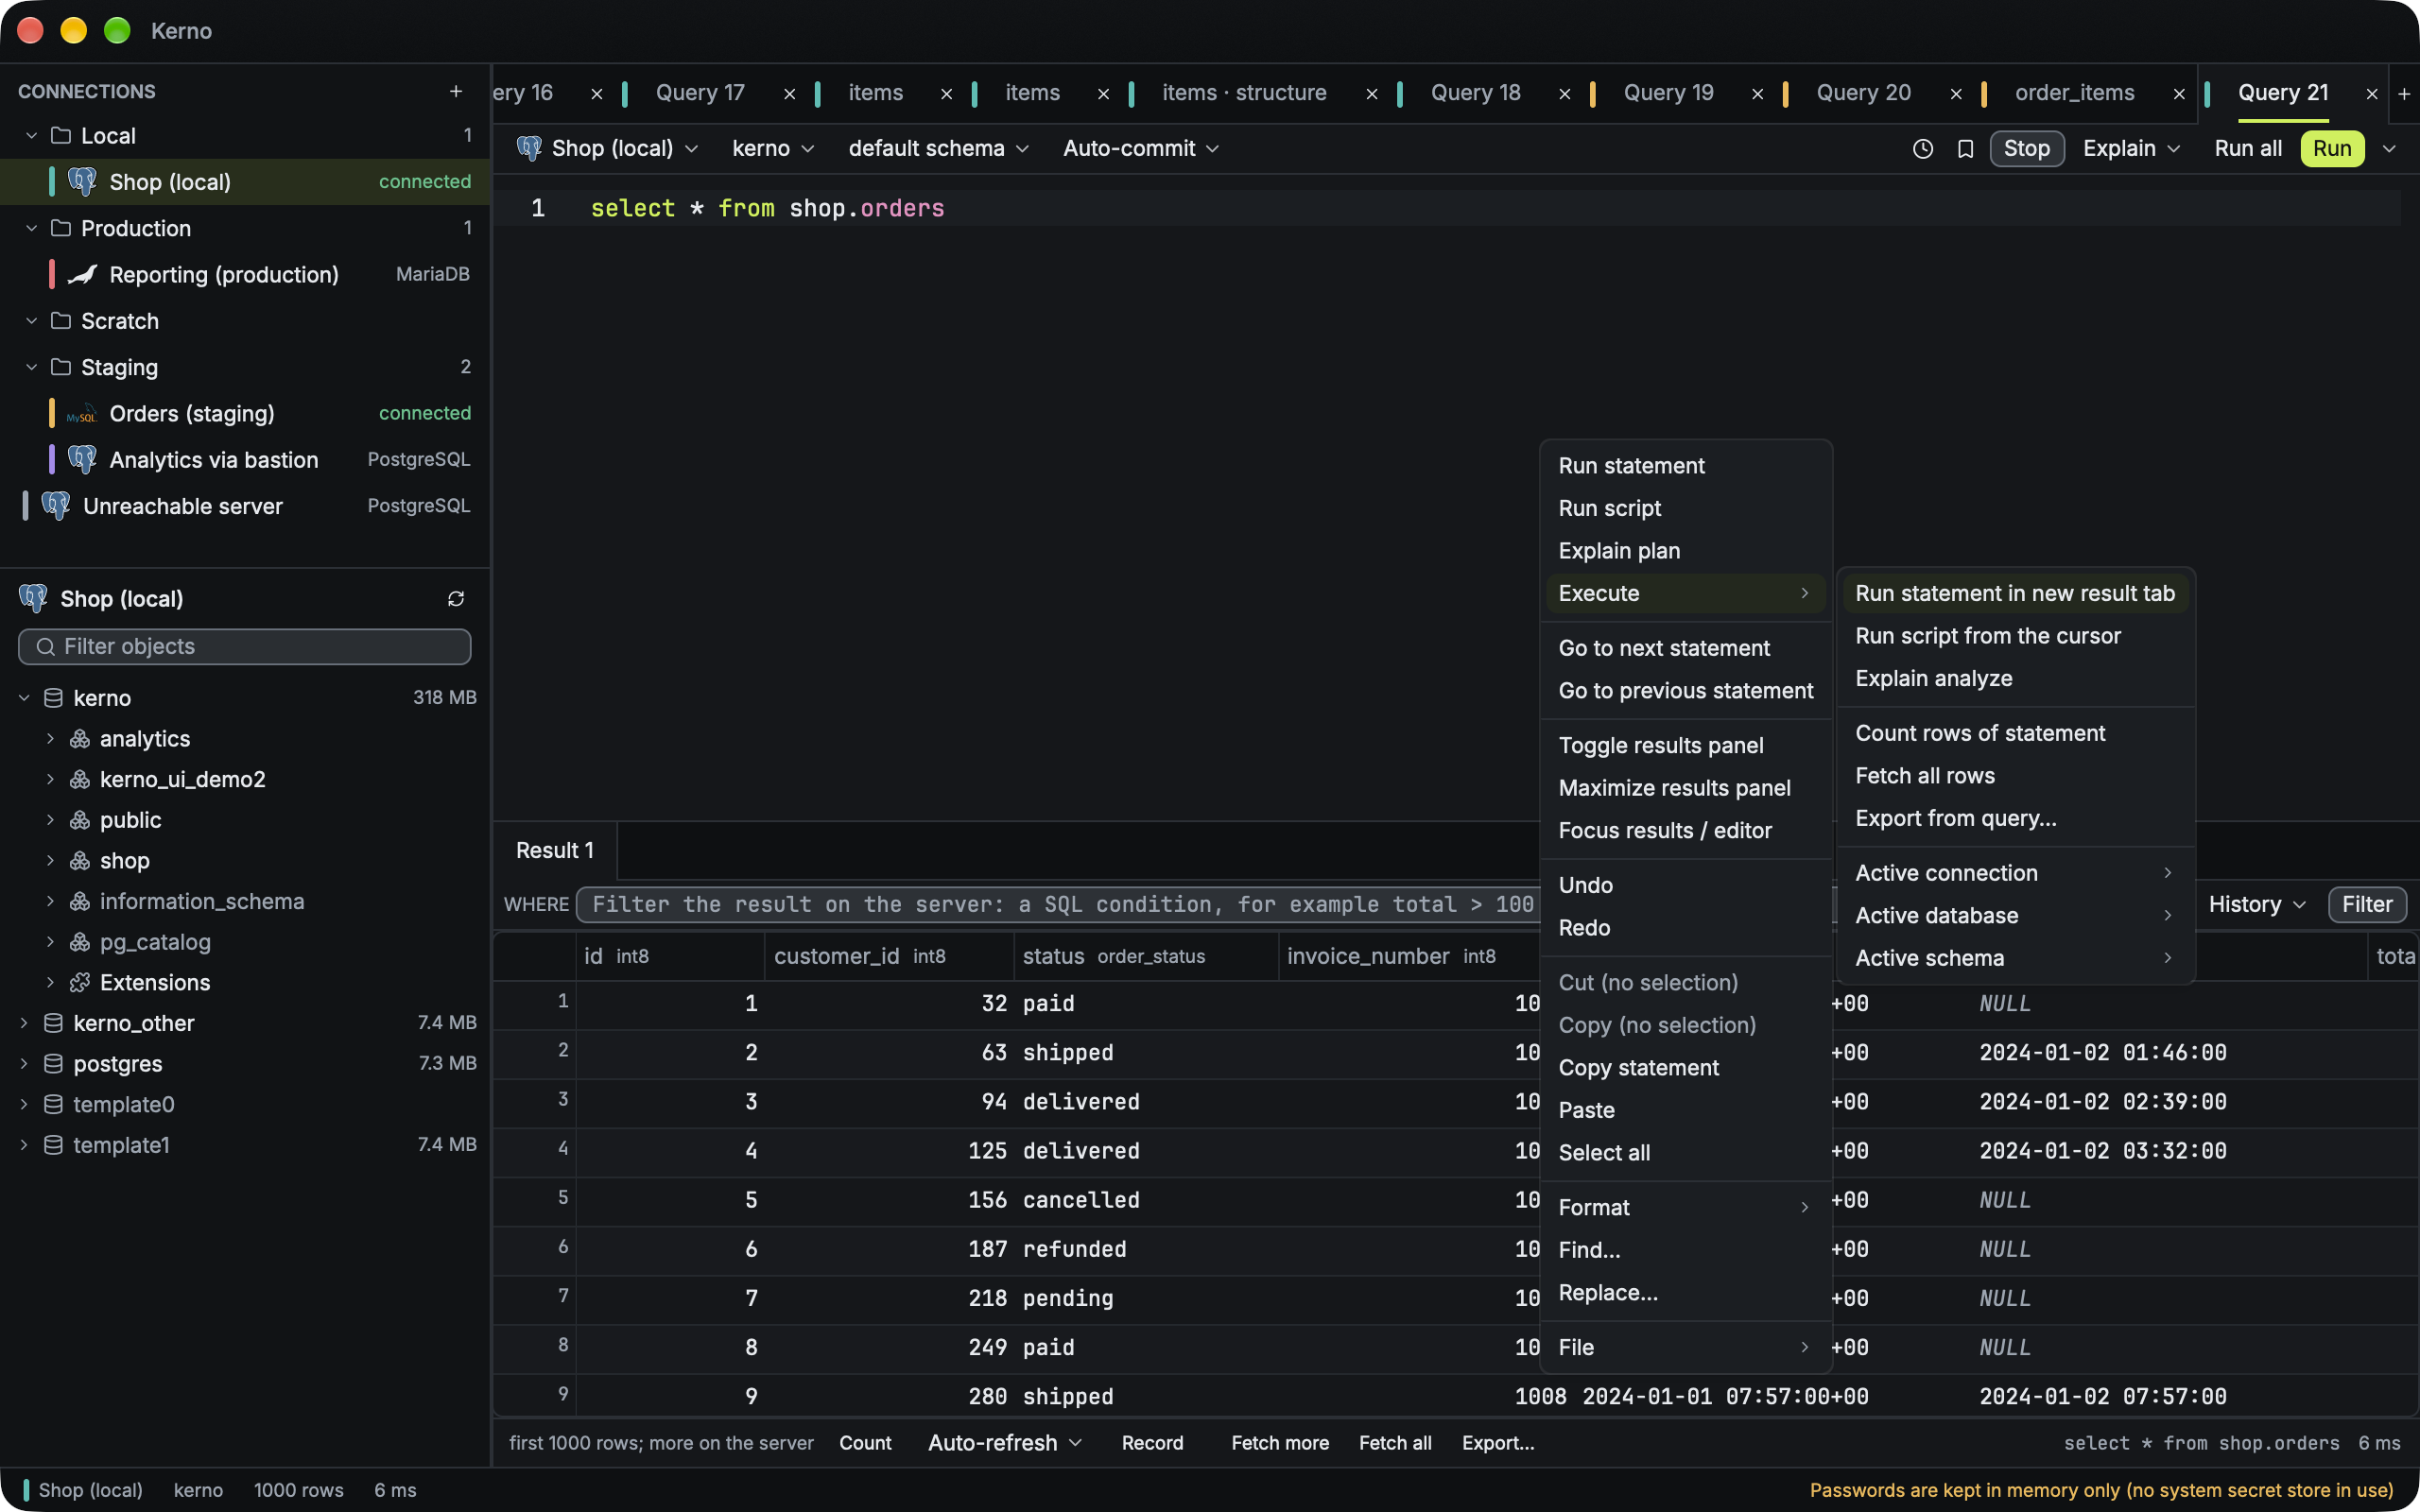 Kerno
CONNECTIONS
Local 1
Shop (local) connected
Production 1
Reporting (production) MariaDB
Scratch
Staging 2
MySQL Orders (staging) connected
Analytics via bastion PostgreSQL
Unreachable server PostgreSQL
Shop (local)
Filter objects
kerno 318 MB
analytics
kerno_ui_demo2
public
shop
information_schema
pg_catalog
Extensions
kerno_other 7.4 MB
postgres 7.3 MB
template0
template1 7.4 MB
ery 16 Query 17 items items items · structure Query 18 Query 19 Query 20 order_items Query 21
Shop (local) kerno default schema Auto-commit Stop Explain Run all Run
1 select * from shop.orders
Run statement
Run script
Explain plan
Execute
Go to next statement
Go to previous statement
Toggle results panel
Maximize results panel
Focus results / editor
Undo
Redo
Cut (no selection)
Copy (no selection)
Copy statement
Paste
Select all
Format
Find...
Replace...
File
Run statement in new result tab
Run script from the cursor
Explain analyze
Count rows of statement
Fetch all rows
Export from query...
Active connection
Active database
Active schema
Result 1
WHERE Filter the result on the server: a SQL condition, for example total > 100 History Filter
id int8 customer_id int8 status order_status invoice_number int8 tota
1 1 32 paid 10 +00 NULL
2 2 63 shipped 10 +00 2024-01-02 01:46:00
3 3 94 delivered 10 +00 2024-01-02 02:39:00
4 4 125 delivered 10 +00 2024-01-02 03:32:00
5 5 156 cancelled 10 +00 NULL
6 6 187 refunded 10 +00 NULL
7 7 218 pending 10 +00 NULL
8 8 249 paid 10 +00 NULL
9 9 280 shipped 1008 2024-01-01 07:57:00+00 2024-01-02 07:57:00
first 1000 rows; more on the server Count Auto-refresh Record Fetch more Fetch all Export... select * from shop.orders 6 ms
Shop (local) kerno 1000 rows 6 ms Passwords are kept in memory only (no system secret store in use)